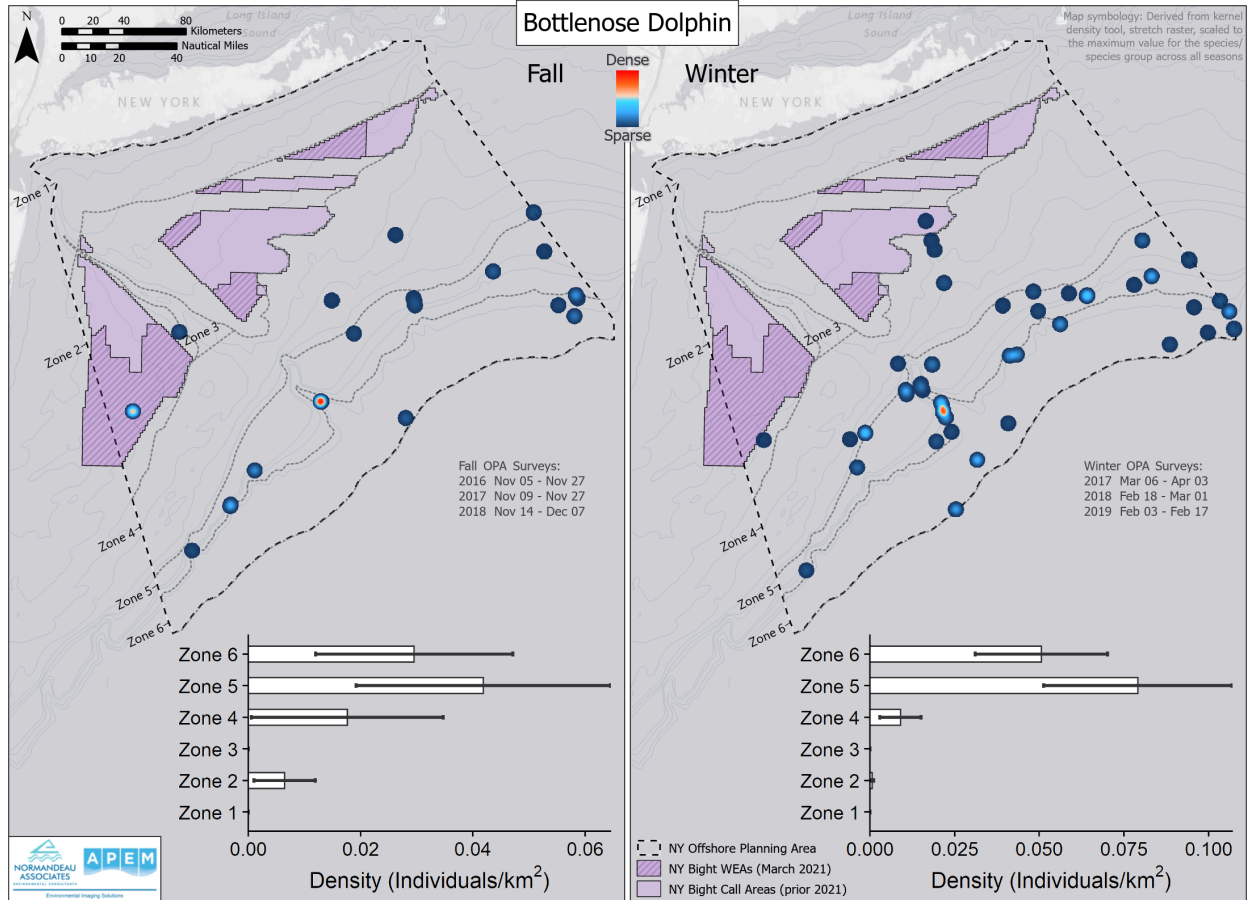 Bottlenose Dolphin
N
0 20 40 80
Kilometers
Nautical Miles
0 10 20 40
Long Island
Sound
NEW YORK
Fall
Dense
Sparse
Winter
Long Island
Sound
NEW YORK
Map symbology: Derived from kernel
density tool, stretch raster, scaled to
the maximum value for the species/
species group across all seasons
Zone 1
Zone 2
Zone 3
Zone 4
Zone 5
Zone 6
Fall OPA Surveys:
2016 Nov 05 - Nov 27
2017 Nov 09 - Nov 27
2018 Nov 14 - Dec 07
Zone 1
Zone 2
Zone 3
Zone 4
Zone 5
Zone 6
Winter OPA Surveys:
2017 Mar 06 - Apr 03
2018 Feb 18 - Mar 01
2019 Feb 03 - Feb 17
Zone 6
Zone 5
Zone 4
Zone 3
Zone 2
Zone 1
0.00 0.02 0.04 0.06
Density (Individuals/km²)
Zone 6
Zone 5
Zone 4
Zone 3
Zone 2
Zone 1
0.000 0.025 0.050 0.075 0.100
Density (Individuals/km²)
NORMANDEAU
ASSOCIATES
ENVIRONMENTAL CONSULTANTS
APEM
Environmental Imaging Solutions
NY Offshore Planning Area
NY Bight WEAs (March 2021)
NY Bight Call Areas (prior 2021)